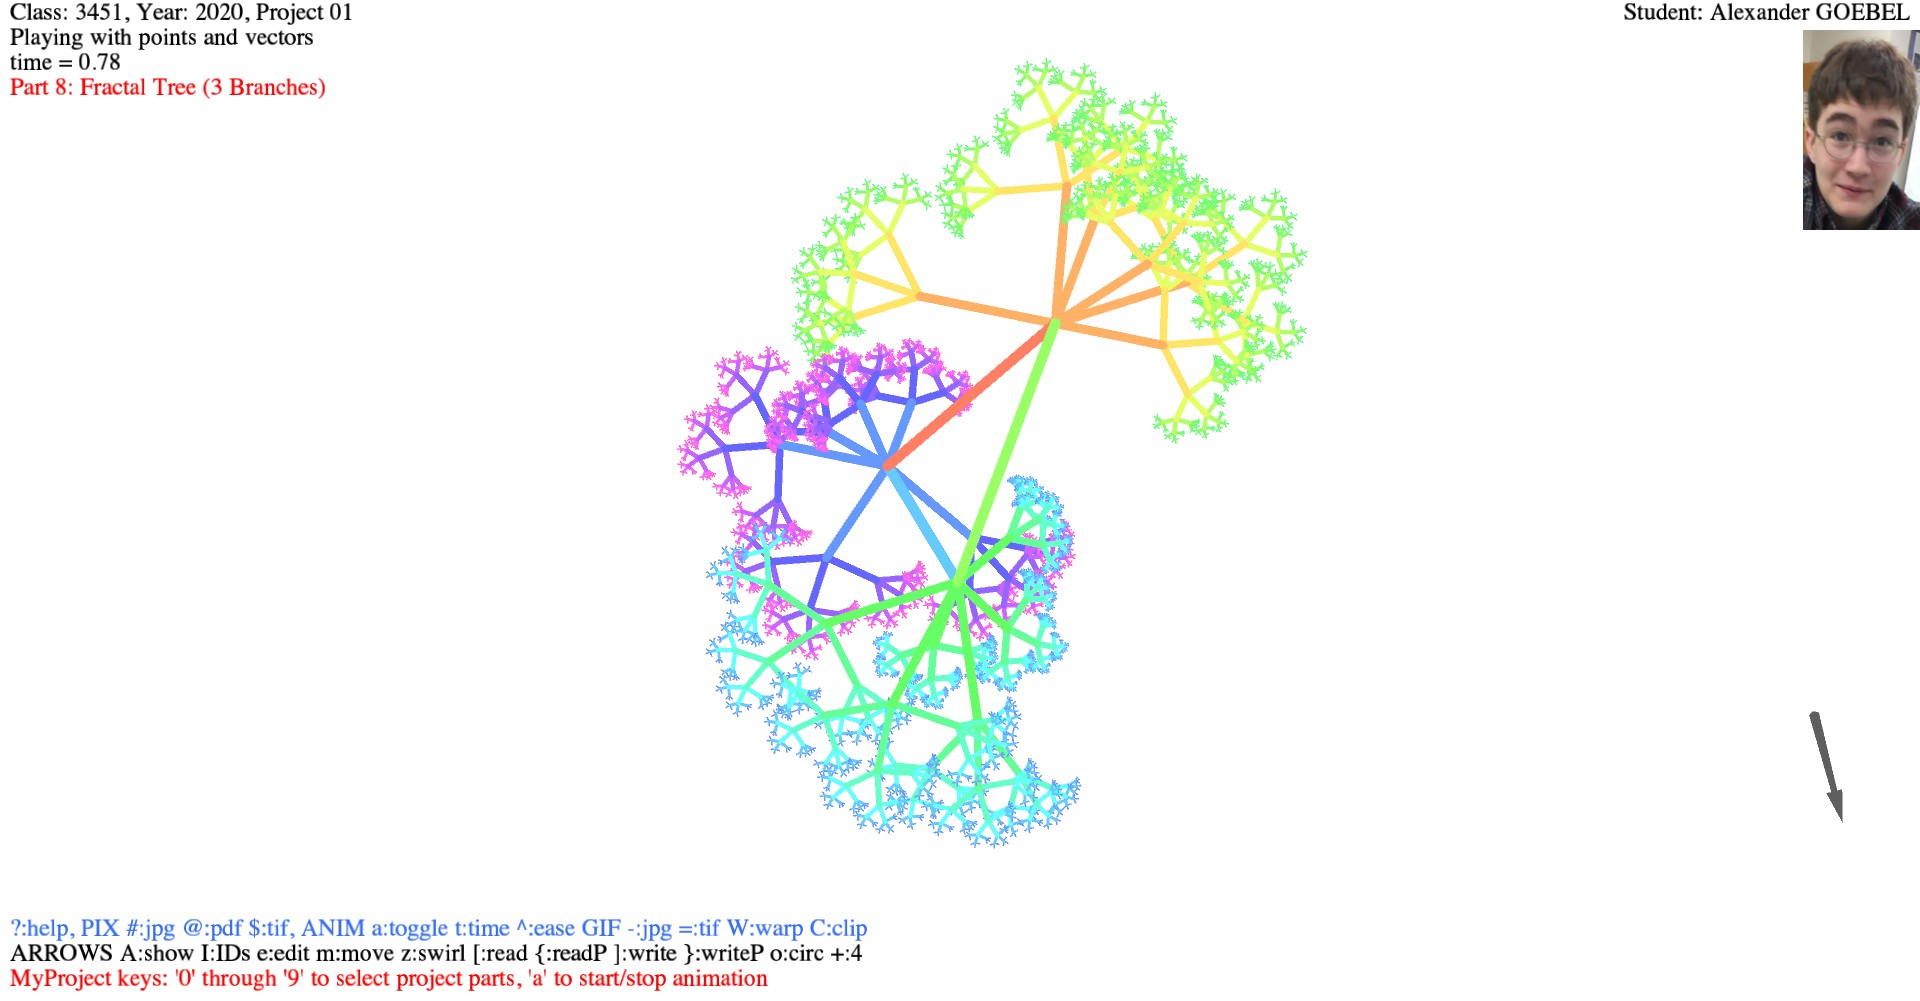 Class: 3451, Year: 2020, Project 01
Student: Alexander GOEBEL
Playing with points and vectors
time = 0.78
Part 8: Fractal Tree (3 Branches)
?:help, PIX #:jpg @:pdf $:tif, ANIM a:toggle t:time ^:ease GIF -:jpg =:tif W:warp C:clip
ARROWS A:show I:IDs e:edit m:move z:swirl [:read {:readP ]:write }:writeP o:circ +:4
MyProject keys: '0' through '9' to select project parts, 'a' to start/stop animation